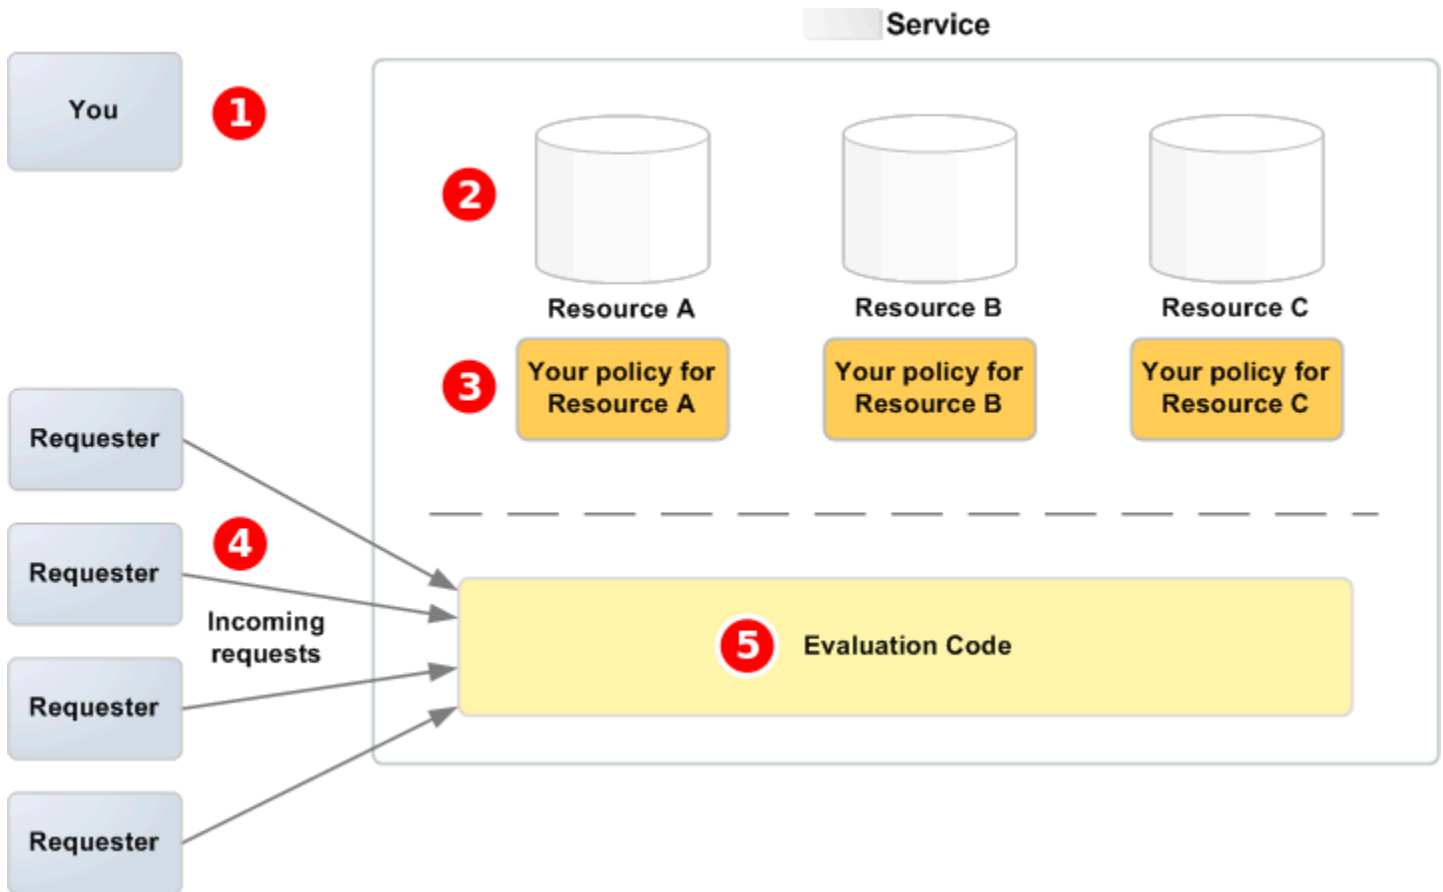 Service
You
1
2
Resource A
Resource B
Resource C
3
Your policy for
Resource A
Your policy for
Resource B
Your policy for
Resource C
Requester
Requester
4
Incoming
requests
Requester
Requester
5
Evaluation Code